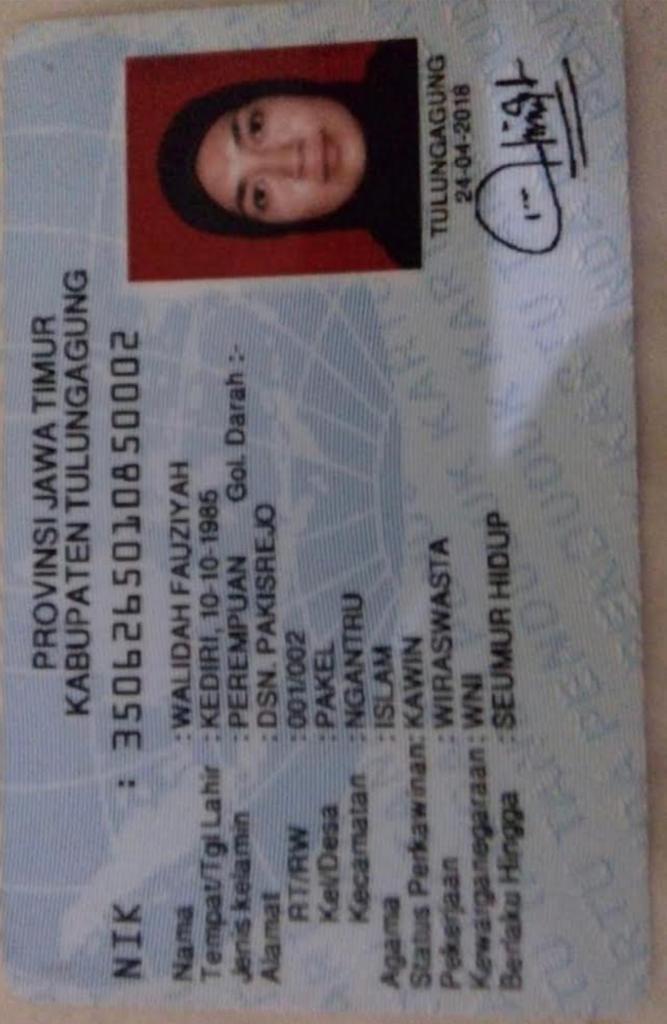 PROVINSI JAWA TIMUR
KABUPATEN TULUNGAGUNG
NIK : 3506265010850002
Nama : WALIDAH FAUZIYAH
Tempat/Tgl Lahir : KEDIRI, 10-10-1985
Jenis kelamin : PEREMPUAN Gol. Darah :-
Alamat : DSN. PAKISREJO
RT/RW : 001/002
Kel/Desa : PAKEL
Kecamatan : NGANTRU
Agama : ISLAM
Status Perkawinan: KAWIN
Pekerjaan : WIRASWASTA
Kewarganegaraan: WNI
Berlaku Hingga : SEUMUR HIDUP
TULUNGAGUNG
24-04-2018